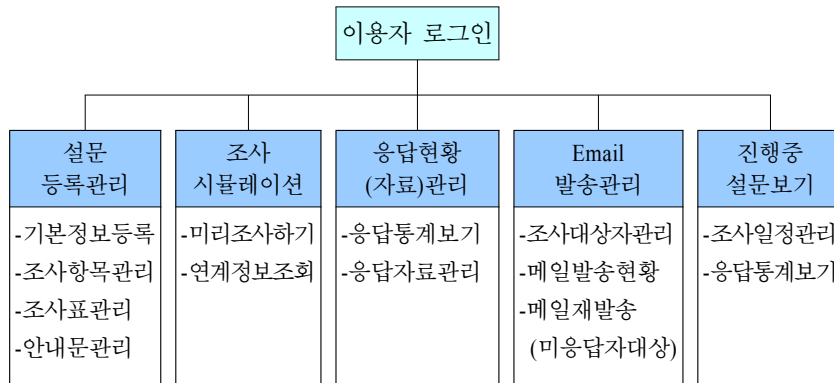 이용자 로그인
설문
등록관리
-기본정보등록
-조사항목관리
-조사표관리
-안내문관리
조사
시뮬레이션
-미리조사하기
-연계정보조회
응답현황
(자료)관리
-응답통계보기
-응답자료관리
Email
발송관리
-조사대상자관리
-메일발송현황
-메일재발송
(미응답자대상)
진행중
설문보기
-조사일정관리
-응답통계보기